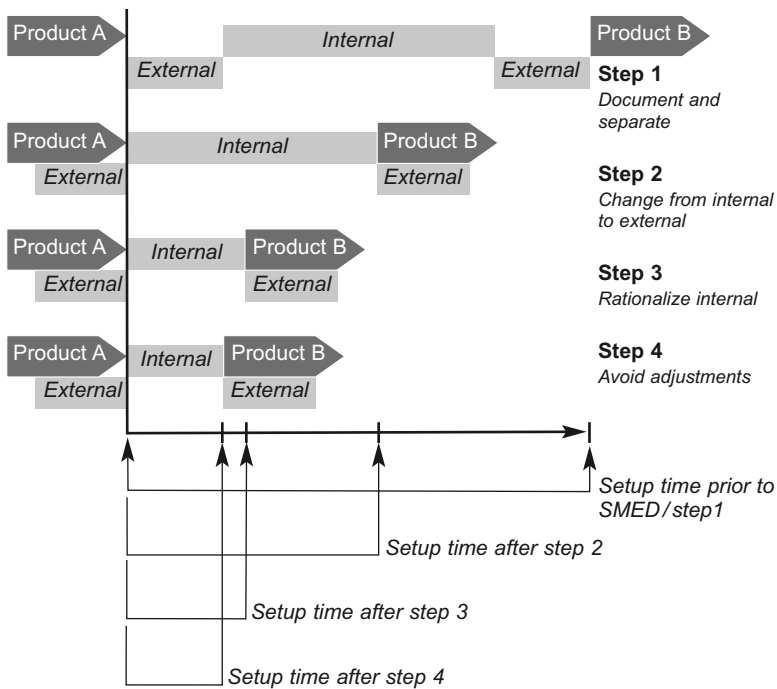 Product A
Internal
Product B
External
External
Step 1
Document and
separate
Product A
Internal
Product B
External
External
Step 2
Change from internal
to external
Product A
Internal
Product B
External
External
Step 3
Rationalize internal
Product A
Internal
Product B
External
External
Step 4
Avoid adjustments
Setup time prior to
SMED/step1
Setup time after step 2
Setup time after step 3
Setup time after step 4